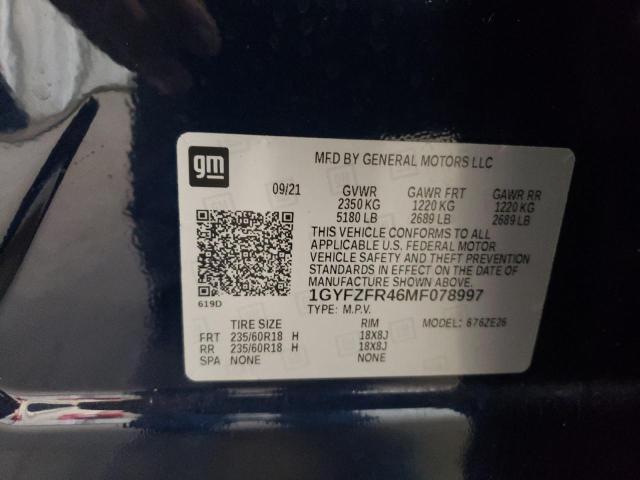 gm
MFD BY GENERAL MOTORS LLC
09/21 GVWR GAWR FRT GAWR RR
2350 KG 1220 KG 1220 KG
5180 LB 2689 LB 2689 LB
THIS VEHICLE CONFORMS TO ALL
APPLICABLE U.S. FEDERAL MOTOR
VEHICLE SAFETY AND THEFT PREVENTION
STANDARDS IN EFFECT ON THE DATE OF
MANUFACTURE SHOWN ABOVE.
1GYFZFR46MF078997
619D TYPE: M.P.V. MODEL: 676ZE26
TIRE SIZE RIM
FRT 235/60R18 H 18X8J
RR 235/60R18 H 18X8J
SPA NONE NONE